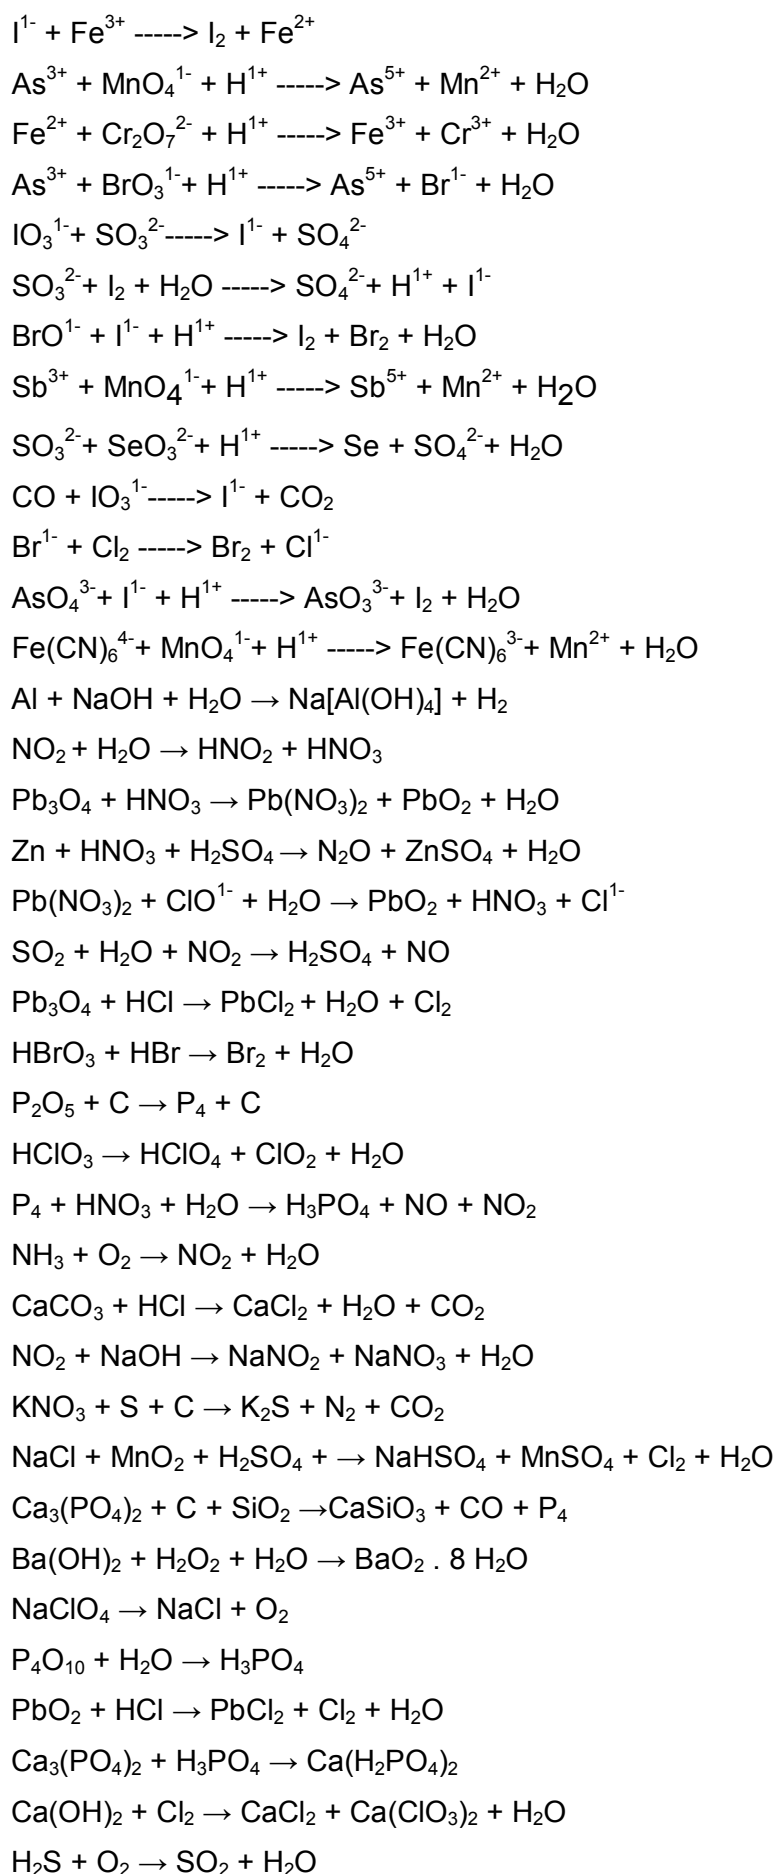 I¹⁻ + Fe³⁺ -----> I₂ + Fe²⁺
As³⁺ + MnO₄¹⁻ + H¹⁺ -----> As⁵⁺ + Mn²⁺ + H₂O
Fe²⁺ + Cr₂O₇²⁻ + H¹⁺ -----> Fe³⁺ + Cr³⁺ + H₂O
As³⁺ + BrO₃¹⁻+ H¹⁺ -----> As⁵⁺ + Br¹⁻ + H₂O
IO₃¹⁻+ SO₃²⁻-----> I¹⁻ + SO₄²⁻
SO₃²⁻+ I₂ + H₂O -----> SO₄²⁻+ H¹⁺ + I¹⁻
BrO¹⁻ + I¹⁻ + H¹⁺ -----> I₂ + Br₂ + H₂O
Sb³⁺ + MnO4¹⁻+ H¹⁺ -----> Sb⁵⁺ + Mn²⁺ + H2O
SO₃²⁻+ SeO₃²⁻+ H¹⁺ -----> Se + SO₄²⁻+ H₂O
CO + IO₃¹⁻-----> I¹⁻ + CO₂
Br¹⁻ + Cl₂ -----> Br₂ + Cl¹⁻
AsO₄³⁻+ I¹⁻ + H¹⁺ -----> AsO₃³⁻+ I₂ + H₂O
Fe(CN)₆⁴⁻+ MnO₄¹⁻+ H¹⁺ -----> Fe(CN)₆³⁻+ Mn²⁺ + H₂O
Al + NaOH + H₂O → Na[Al(OH)₄] + H₂
NO₂ + H₂O → HNO₂ + HNO₃
Pb₃O₄ + HNO₃ → Pb(NO₃)₂ + PbO₂ + H₂O
Zn + HNO₃ + H₂SO₄ → N₂O + ZnSO₄ + H₂O
Pb(NO₃)₂ + ClO¹⁻ + H₂O → PbO₂ + HNO₃ + Cl¹⁻
SO₂ + H₂O + NO₂ → H₂SO₄ + NO
Pb₃O₄ + HCl → PbCl₂ + H₂O + Cl₂
HBrO₃ + HBr → Br₂ + H₂O
P₂O₅ + C → P₄ + C
HClO₃ → HClO₄ + ClO₂ + H₂O
P₄ + HNO₃ + H₂O → H₃PO₄ + NO + NO₂
NH₃ + O₂ → NO₂ + H₂O
CaCO₃ + HCl → CaCl₂ + H₂O + CO₂
NO₂ + NaOH → NaNO₂ + NaNO₃ + H₂O
KNO₃ + S + C → K₂S + N₂ + CO₂
NaCl + MnO₂ + H₂SO₄ + → NaHSO₄ + MnSO₄ + Cl₂ + H₂O
Ca₃(PO₄)₂ + C + SiO₂ →CaSiO₃ + CO + P₄
Ba(OH)₂ + H₂O₂ + H₂O → BaO₂ . 8 H₂O
NaClO₄ → NaCl + O₂
P₄O₁₀ + H₂O → H₃PO₄
PbO₂ + HCl → PbCl₂ + Cl₂ + H₂O
Ca₃(PO₄)₂ + H₃PO₄ → Ca(H₂PO₄)₂
Ca(OH)₂ + Cl₂ → CaCl₂ + Ca(ClO₃)₂ + H₂O
H₂S + O₂ → SO₂ + H₂O